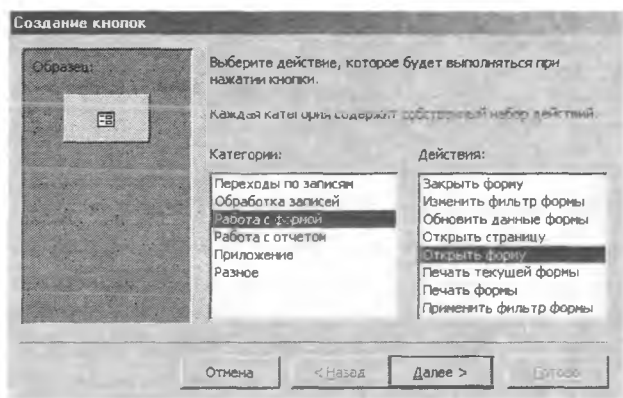 Создание кнопок
Образец:
Выберите действие, которое будет выполняться при
нажатии кнопки.
Каждая категория содержит собственный набор действий.
Категории:
Действия:
Переходы по записям
Обработка записей
Работа с формой
Работа с отчетом
Приложение
Разное
Закрыть форму
Изменить фильтр формы
Обновить данные формы
Открыть страницу
Открыть форму
Печать текущей формы
Печать формы
Применить фильтр формы
Отмена
< Назад
Далее >
Готово